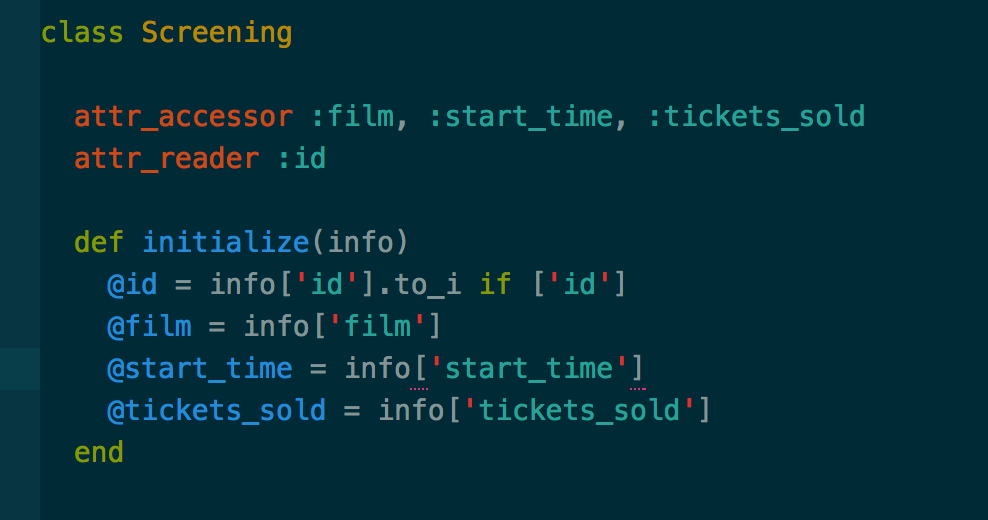 class Screening
attr_accessor :film, :start_time, :tickets_sold
attr_reader :id
def initialize(info)
@id = info['id'].to_i if ['id']
@film = info['film']
@start_time = info['start_time']
@tickets_sold = info['tickets_sold']
end